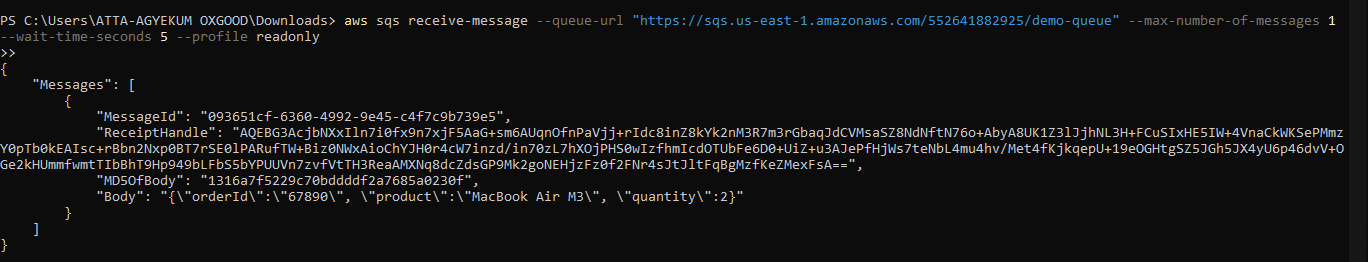 PS C:\Users\ATTA-AGYEKUM OXGOOD\Downloads> aws sqs receive-message --queue-url "https://sqs.us-east-1.amazonaws.com/552641882925/demo-queue" --max-number-of-messages 1
--wait-time-seconds 5 --profile readonly
>>
{
    "Messages": [
        {
            "MessageId": "093651cf-6360-4992-9e45-c4f7c9b739e5",
            "ReceiptHandle": "AQEBG3AcjbNXxIln7i0fx9n7xjF5AaG+sm6AUqnOfnPaVjj+rIdc8inZ8kYk2nM3R7m3rGbaqJdCVMsaSZ8NdNftN76o+AbyA8UK1Z3lJjhNL3H+FCuSIxHE5IW+4VnaCkWKSePMmz
Y0pTb0kEAIsc+rBbn2Nxp0BT7rSE0lPARufTW+Biz0NWxAioChYJH0r4cW7inzd/in70zL7hXOjPHS0wIzfhmIcdOTUbFe6D0+UiZ+u3AJePfHjWs7teNbL4mu4hv/Met4fKjkqepU+19eOGHtgSZ5JGh5JX4yU6p46dvV+O
Ge2kHUmmfwmtTIbBhT9Hp949bLFbS5bYPUUVn7zvfVtTH3ReaAMXNq8dcZdsGP9Mk2goNEHjzFz0f2FNr4sJtJltFqBgMzfKeZMexFsA==",
            "MD5OfBody": "1316a7f5229c70bddddf2a7685a0230f",
            "Body": "{\"orderId\":\"67890\", \"product\":\"MacBook Air M3\", \"quantity\":2}"
        }
    ]
}